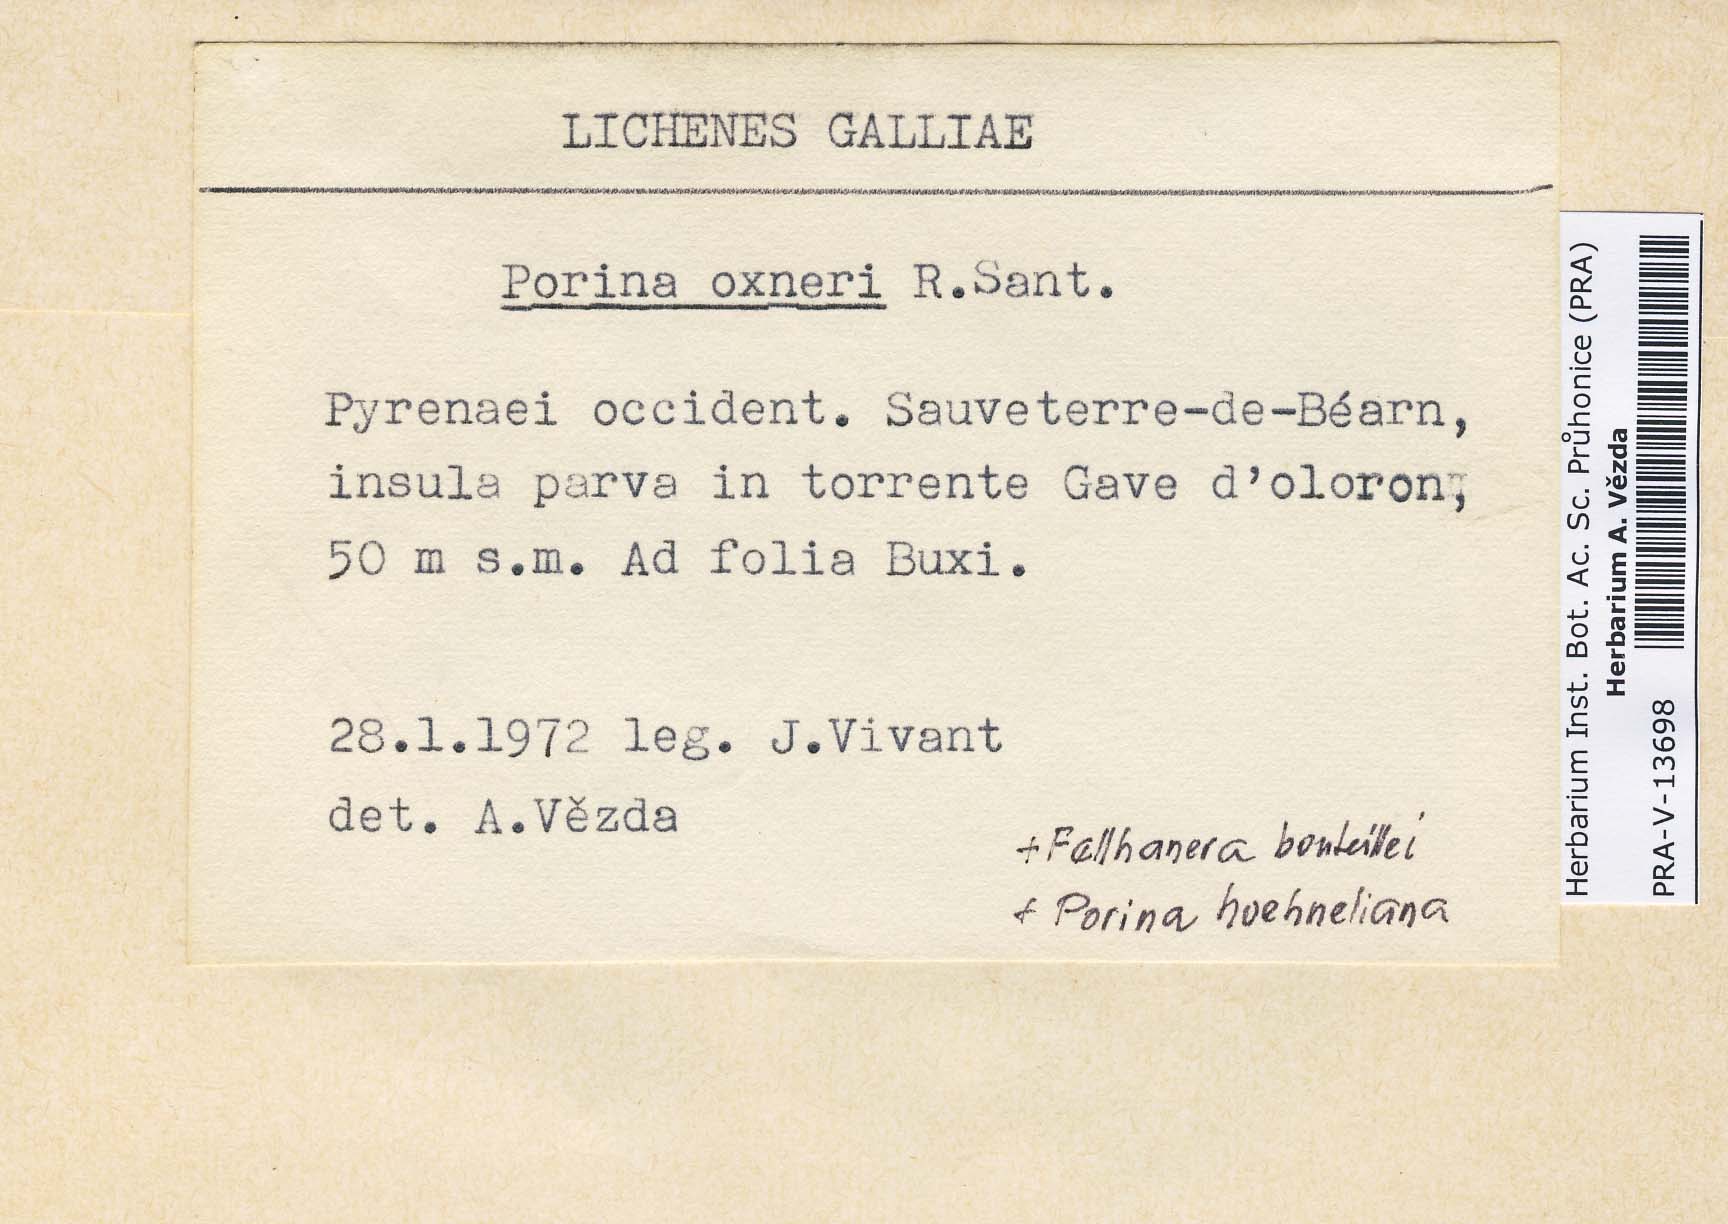 LICHENES GALLIAE
Porina oxneri R.Sant.
Pyrenaei occident. Sauveterre-de-Béarn,
insula parva in torrente Gave d'oloron,
50 m s.m. Ad folia Buxi.
28.1.1972 leg. J.Vivant
det. A.Vězda
+ Fellhanera bouteillei
+ Porina hoehneliana
Herbarium Inst. Bot. Ac. Sc. Průhonice (PRA)
Herbarium A. Vězda
PRA-V-13698